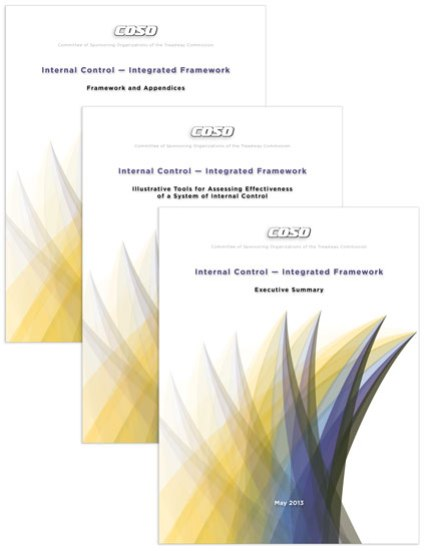 COSO
Committee of Sponsoring Organizations of the Treadway Commission
Internal Control — Integrated Framework
Framework and Appendices
COSO
Committee of Sponsoring Organizations of the Treadway Commission
Internal Control — Integrated Framework
Illustrative Tools for Assessing Effectiveness
of a System of Internal Control
COSO
Committee of Sponsoring Organizations of the Treadway Commission
Internal Control — Integrated Framework
Executive Summary
May 2013